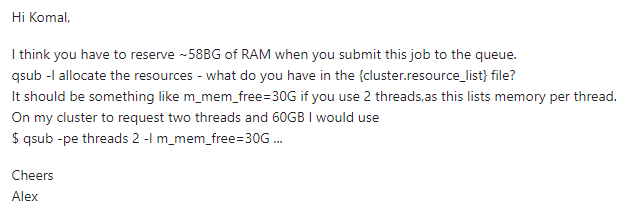 Hi Komal,
I think you have to reserve ~58BG of RAM when you submit this job to the queue.
qsub -l allocate the resources - what do you have in the {cluster.resource_list} file?
It should be something like m_mem_free=30G if you use 2 threads,as this lists memory per thread.
On my cluster to request two threads and 60GB I would use
$ qsub -pe threads 2 -l m_mem_free=30G ...
Cheers
Alex